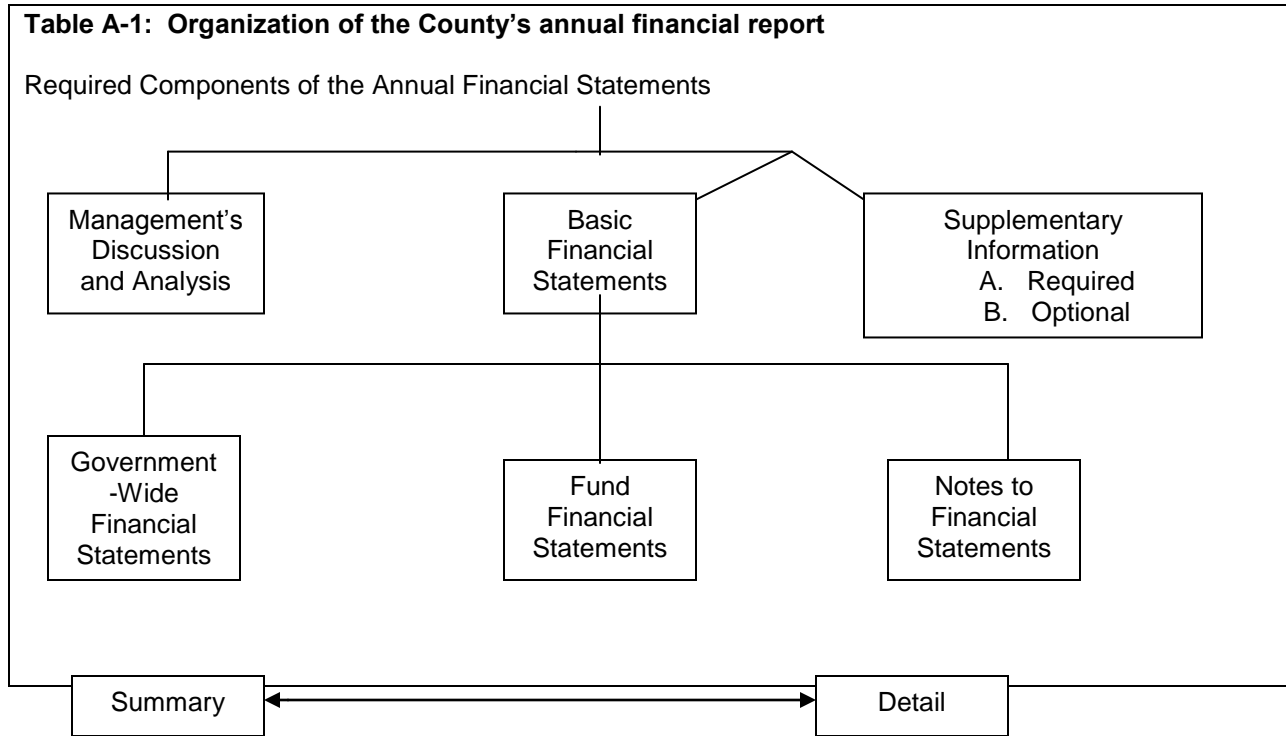 Table A-1:  Organization of the County’s annual financial report
Required Components of the Annual Financial Statements
Management’s
Discussion
and Analysis
Basic
Financial
Statements
Supplementary
Information
A. Required
B. Optional
Government
-Wide
Financial
Statements
Fund
Financial
Statements
Notes to
Financial
Statements
Summary
Detail